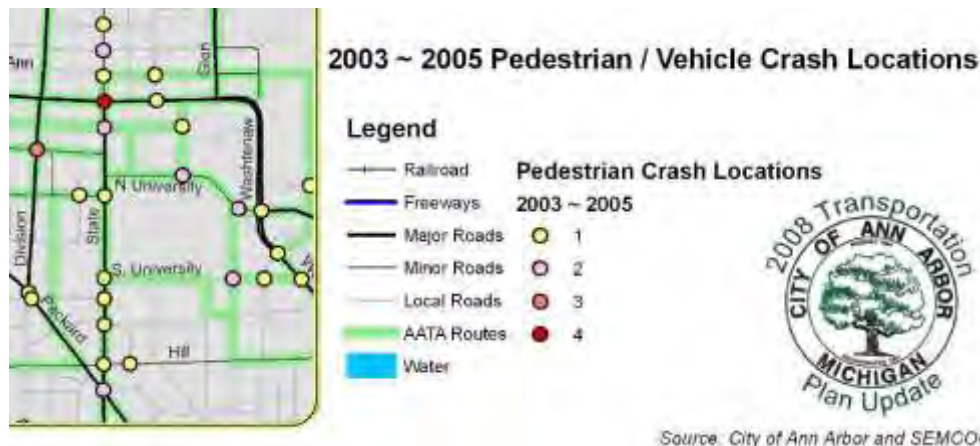 2003 ~ 2005 Pedestrian / Vehicle Crash Locations
Legend
Railroad
Freeways
Major Roads
Minor Roads
Local Roads
AATA Routes
Water
Pedestrian Crash Locations
2003 ~ 2005
1
2
3
4
Ann
Glen
Washtenaw
N University
State
Division
S. University
Packard
Hill
2008 Transportation
CITY OF ANN ARBOR
MICHIGAN
Plan Update
Source: City of Ann Arbor and SEMCO